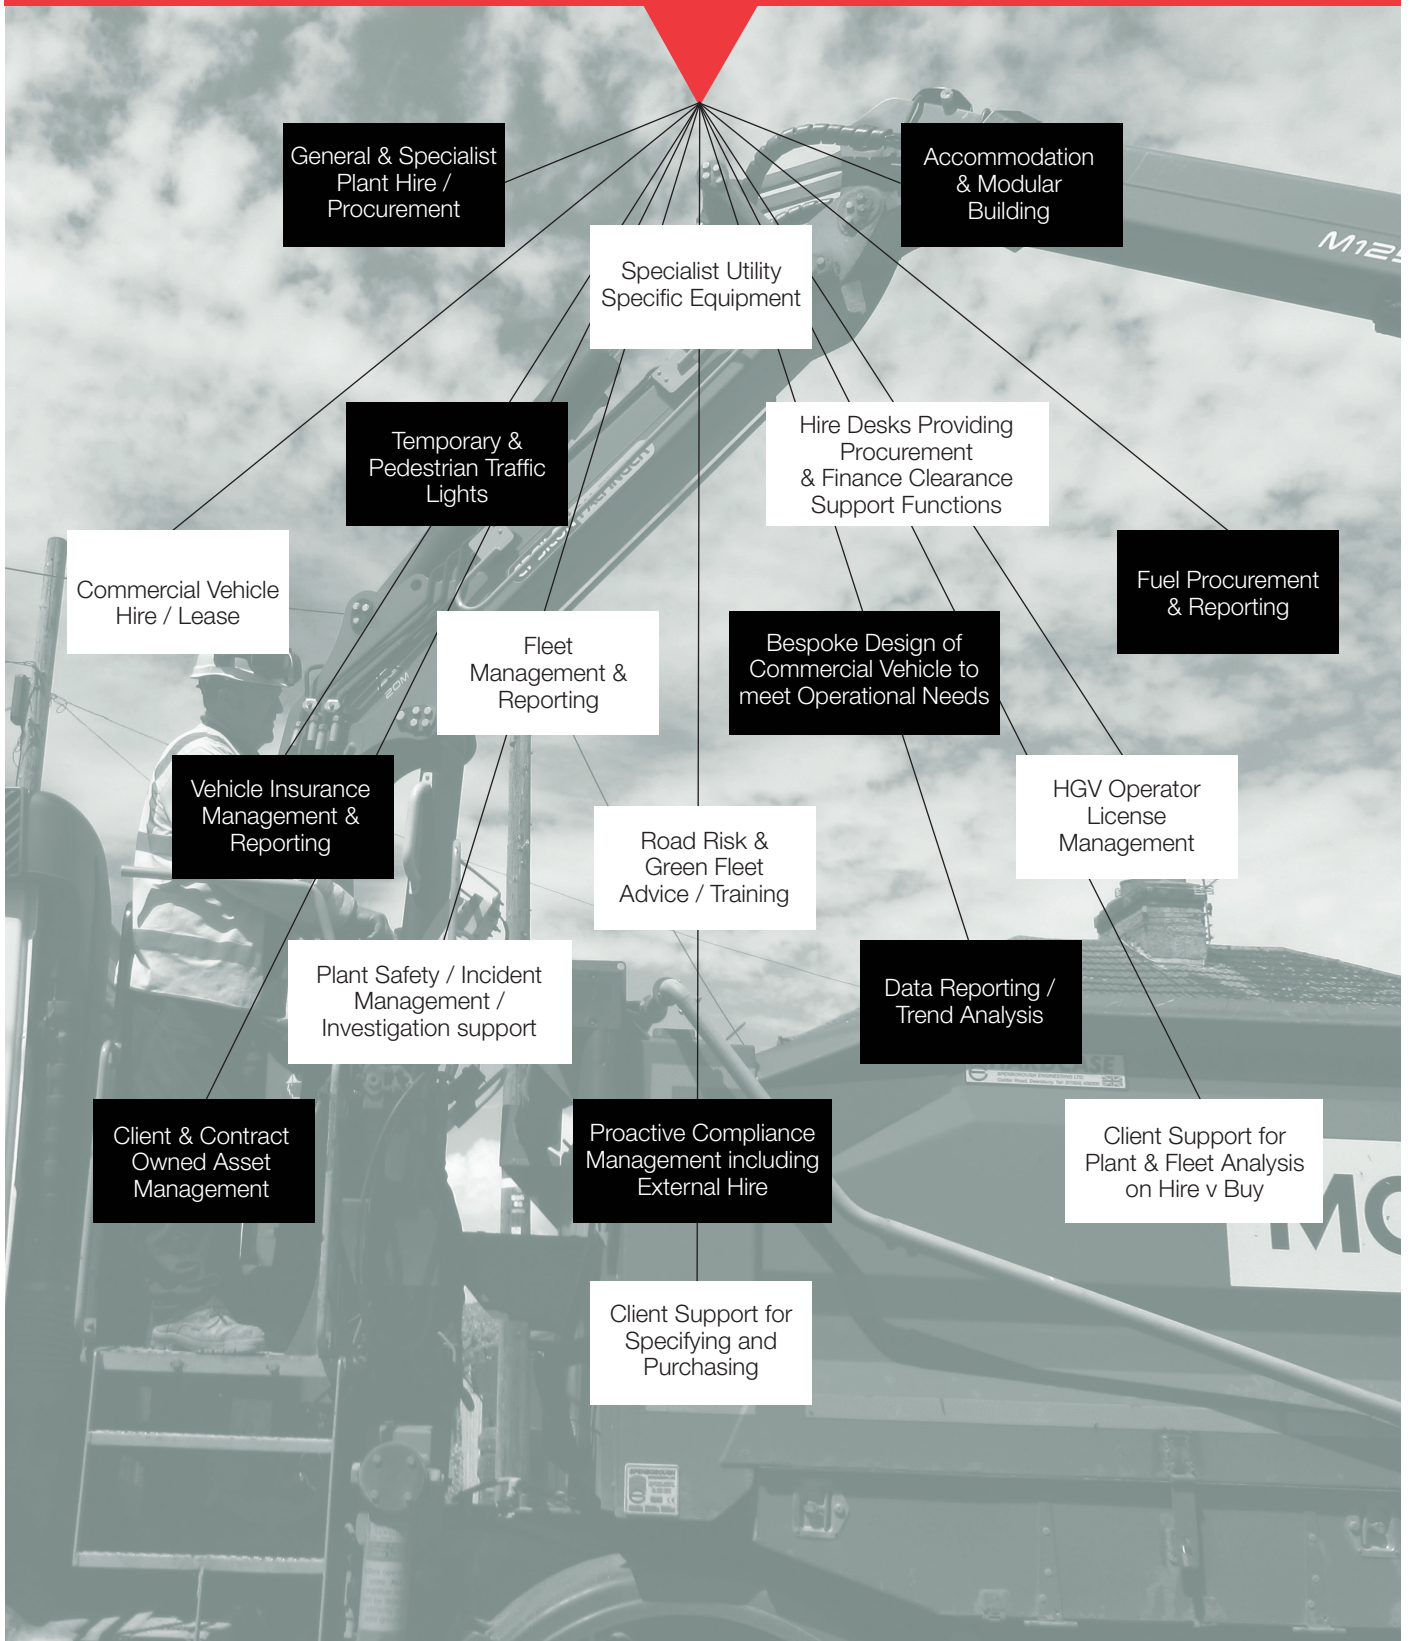 General & Specialist
Plant Hire /
Procurement
Accommodation
& Modular
Building
M125
Specialist Utility
Specific Equipment
Temporary &
Pedestrian Traffic
Lights
Hire Desks Providing
Procurement
& Finance Clearance
Support Functions
Commercial Vehicle
Hire / Lease
Fuel Procurement
& Reporting
Fleet
Management &
Reporting
Bespoke Design of
Commercial Vehicle to
meet Operational Needs
20M
Vehicle Insurance
Management &
Reporting
HGV Operator
License
Management
Road Risk &
Green Fleet
Advice / Training
Plant Safety / Incident
Management /
Investigation support
Data Reporting /
Trend Analysis
Client & Contract
Owned Asset
Management
Proactive Compliance
Management including
External Hire
Client Support for
Plant & Fleet Analysis
on Hire v Buy
MO
Client Support for
Specifying and
Purchasing